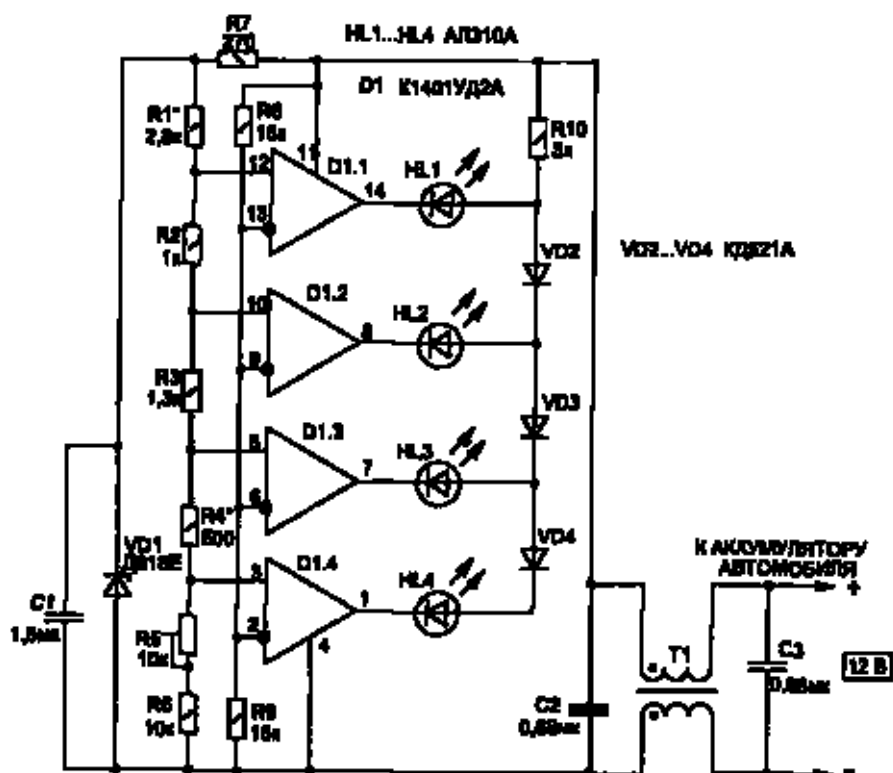 R7
270
HL1...HL4 АЛ310А
D1 К1401УД2А
R1*
R8
15к
R10
3к
11
12
D1.1
14
HL1
13
R2
1к
VD2
VD2...VD4 КД521А
10
D1.2
8
HL2
9
R3
1,3к
VD3
5
D1.3
7
HL3
6
R4*
VD4
К АККУМУЛЯТОРУ
АВТОМОБИЛЯ
VD1
D1.4
3
1
HL4
+
C1
2
4
R5
10к
T1
C3
12 В
R6
10к
R9
15к
C2